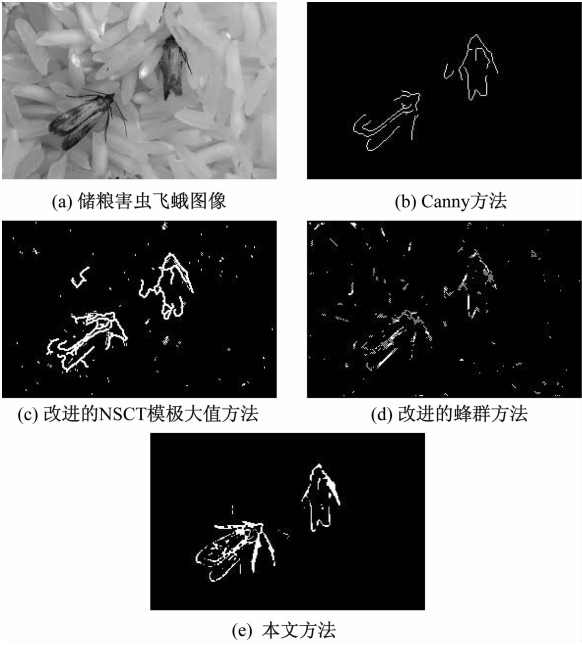 (a) 储粮害虫飞蛾图像
(b) Canny方法
(c) 改进的NSCT模极大值方法
(d) 改进的蜂群方法
(e) 本文方法